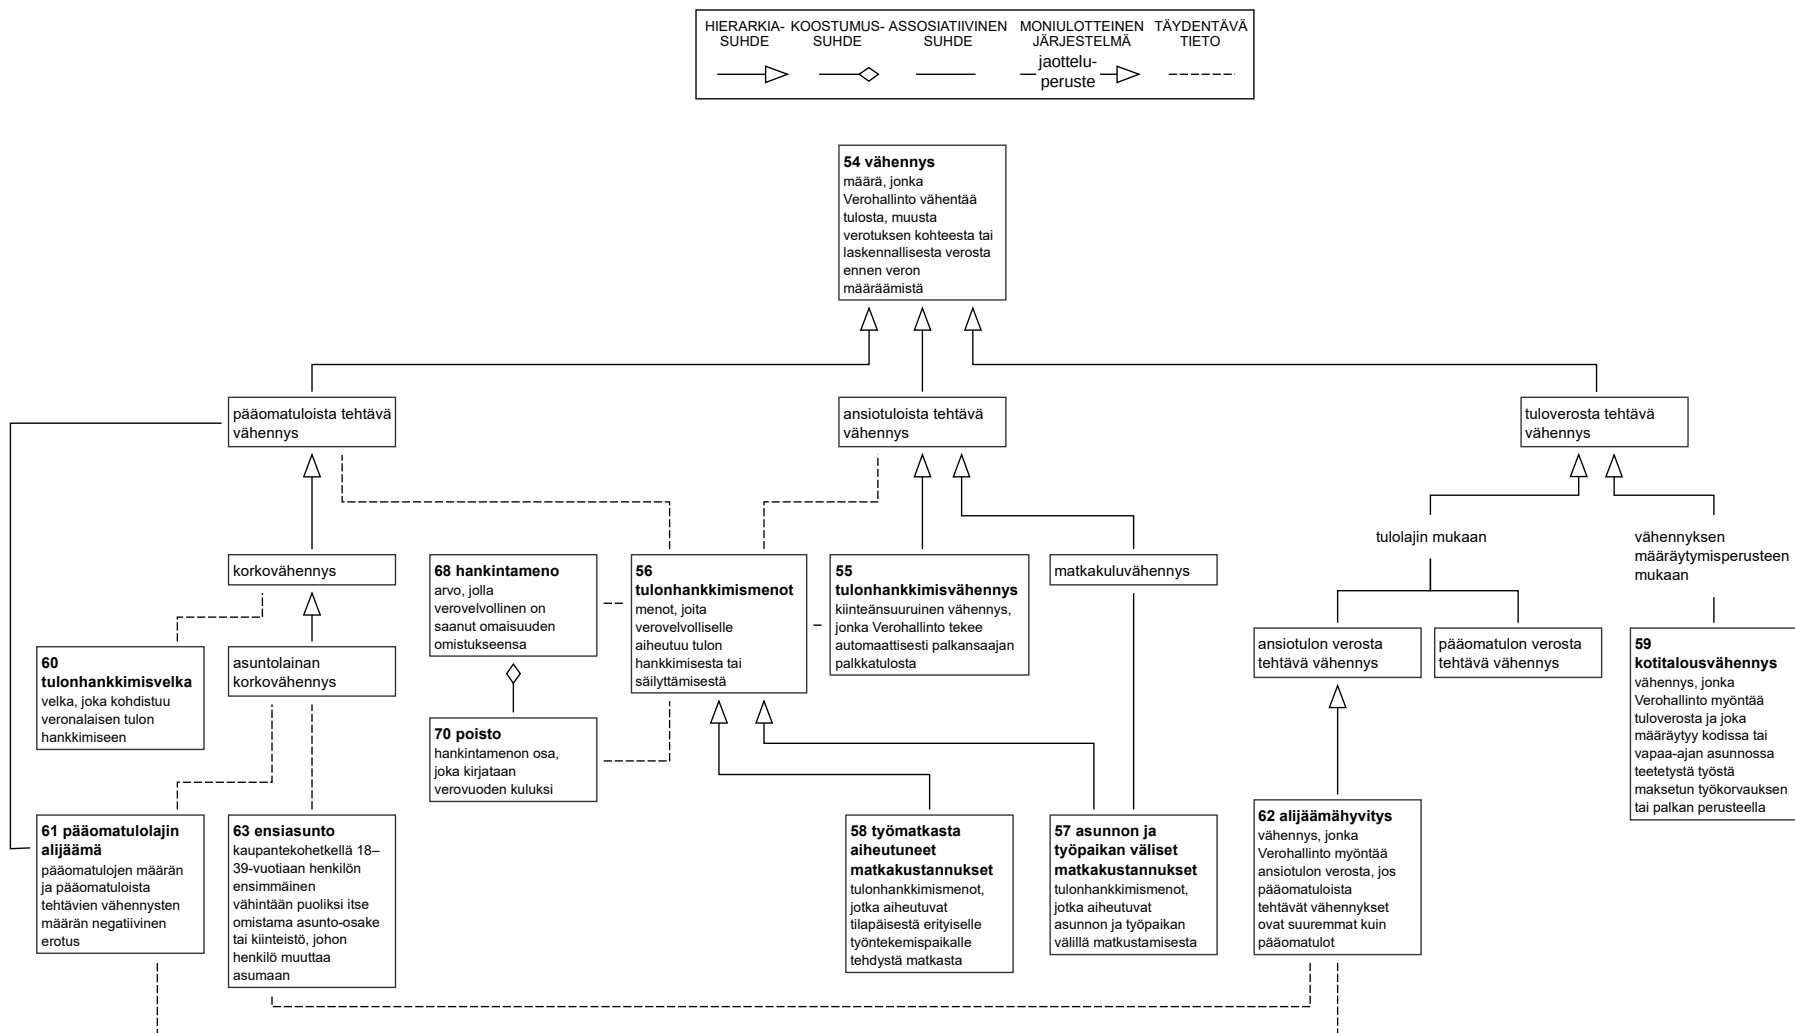 HIERARKIA-
SUHDE
KOOSTUMUS-
SUHDE
ASSOSIATIIVINEN
SUHDE
MONIULOTTEINEN
JÄRJESTELMÄ
jaottelu-
peruste
TÄYDENTÄVÄ
TIETO
54 vähennys
määrä, jonka
Verohallinto vähentää
tulosta, muusta
verotuksen kohteesta tai
laskennallisesta verosta
ennen veron
määräämistä
pääomatuloista tehtävä
vähennys
ansiotuloista tehtävä
vähennys
tuloverosta tehtävä
vähennys
tulolajin mukaan
vähennyksen
määräytymisperusteen
mukaan
korkovähennys
68 hankintameno
arvo, jolla
verovelvollinen on
saanut omaisuuden
omistukseensa
56
tulonhankkimismenot
menot, joita
verovelvolliselle
aiheutuu tulon
hankkimisesta tai
säilyttämisestä
55
tulonhankkimisvähennys
kiinteänsuuruinen vähennys,
jonka Verohallinto tekee
automaattisesti palkansaajan
palkkatulosta
matkakuluvähennys
60
tulonhankkimisvelka
velka, joka kohdistuu
veronalaisen tulon
hankkimiseen
asuntolainan
korkovähennys
ansiotulon verosta
tehtävä vähennys
pääomatulon verosta
tehtävä vähennys
59
kotitalousvähennys
vähennys, jonka
Verohallinto myöntää
tuloverosta ja joka
määräytyy kodissa tai
vapaa-ajan asunnossa
teetetystä työstä
maksetun työkorvauksen
tai palkan perusteella
70 poisto
hankintamenon osa,
joka kirjataan
verovuoden kuluksi
61 pääomatulolajin
alijäämä
pääomatulojen määrän
ja pääomatuloista
tehtävien vähennysten
määrän negatiivinen
erotus
63 ensiasunto
kaupantekohetkellä 18–
39-vuotiaan henkilön
ensimmäinen
vähintään puoliksi itse
omistama asunto-osake
tai kiinteistö, johon
henkilö muuttaa
asumaan
58 työmatkasta
aiheutuneet
matkakustannukset
tulonhankkimismenot,
jotka aiheutuvat
tilapäisestä erityiselle
työntekemispaikalle
tehdystä matkasta
57 asunnon ja
työpaikan väliset
matkakustannukset
tulonhankkimismenot,
jotka aiheutuvat
asunnon ja työpaikan
välillä matkustamisesta
62 alijäämähyvitys
vähennys, jonka
Verohallinto myöntää
ansiotulon verosta, jos
pääomatuloista
tehtävät vähennykset
ovat suuremmat kuin
pääomatulot